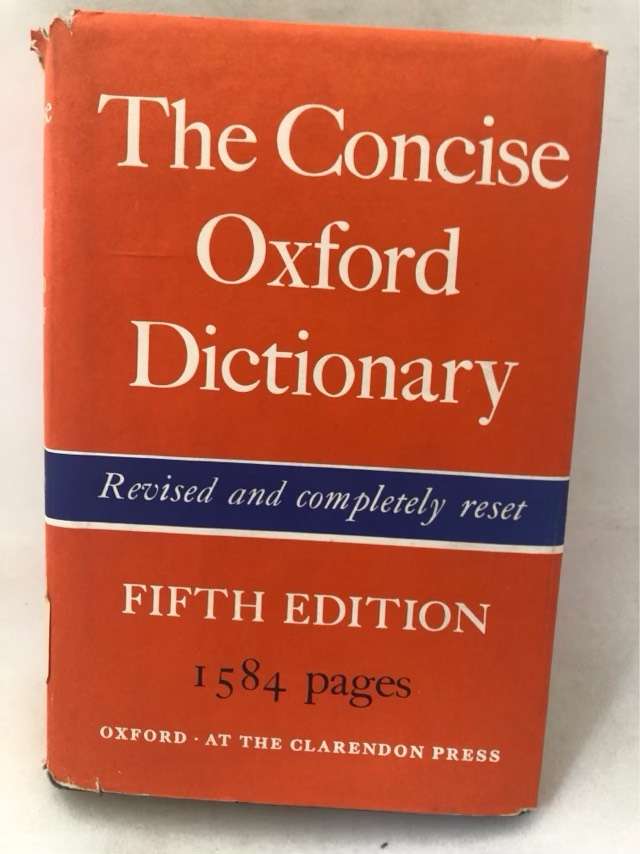 The Concise
Oxford
Dictionary
Revised and completely reset
FIFTH EDITION
1584 pages
OXFORD · AT THE CLARENDON PRESS